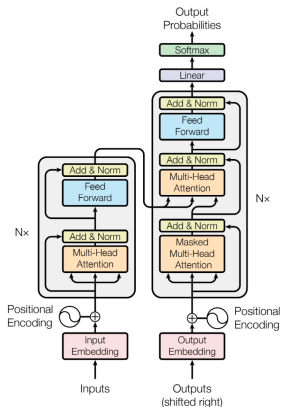 Output
Probabilities
Softmax
Linear
Add & Norm
Feed
Forward
Add & Norm
Multi-Head
Attention
Add & Norm
Masked
Multi-Head
Attention
N×
Positional
Encoding
Output
Embedding
Outputs
(shifted right)
Add & Norm
Feed
Forward
Add & Norm
Multi-Head
Attention
N×
Positional
Encoding
Input
Embedding
Inputs